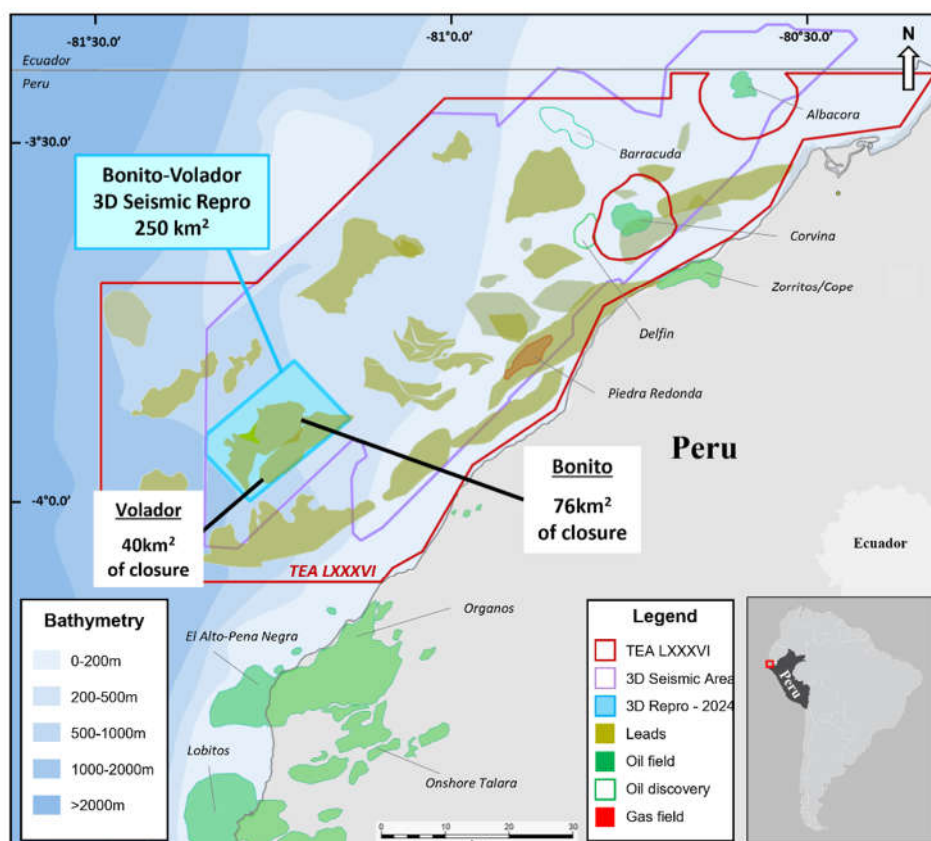 -81°30.0'
-81°0.0'
-80°30.0'
N
Ecuador
Peru
Albacora
-3°30.0'
Barracuda
Bonito-Volador
3D Seismic Repro
250 km²
Corvina
Zorritos/Cope
Delfin
Piedra Redonda
Peru
-4°0.0'
Volador
40km²
of closure
Bonito
76km²
of closure
Ecuador
TEA LXXXVI
Organos
El Alto-Pena Negra
Lobitos
Onshore Talara
Bathymetry
0-200m
200-500m
500-1000m
1000-2000m
>2000m
Legend
TEA LXXXVI
3D Seismic Area
3D Repro - 2024
Leads
Oil field
Oil discovery
Gas field
Peru
0 10 20 30